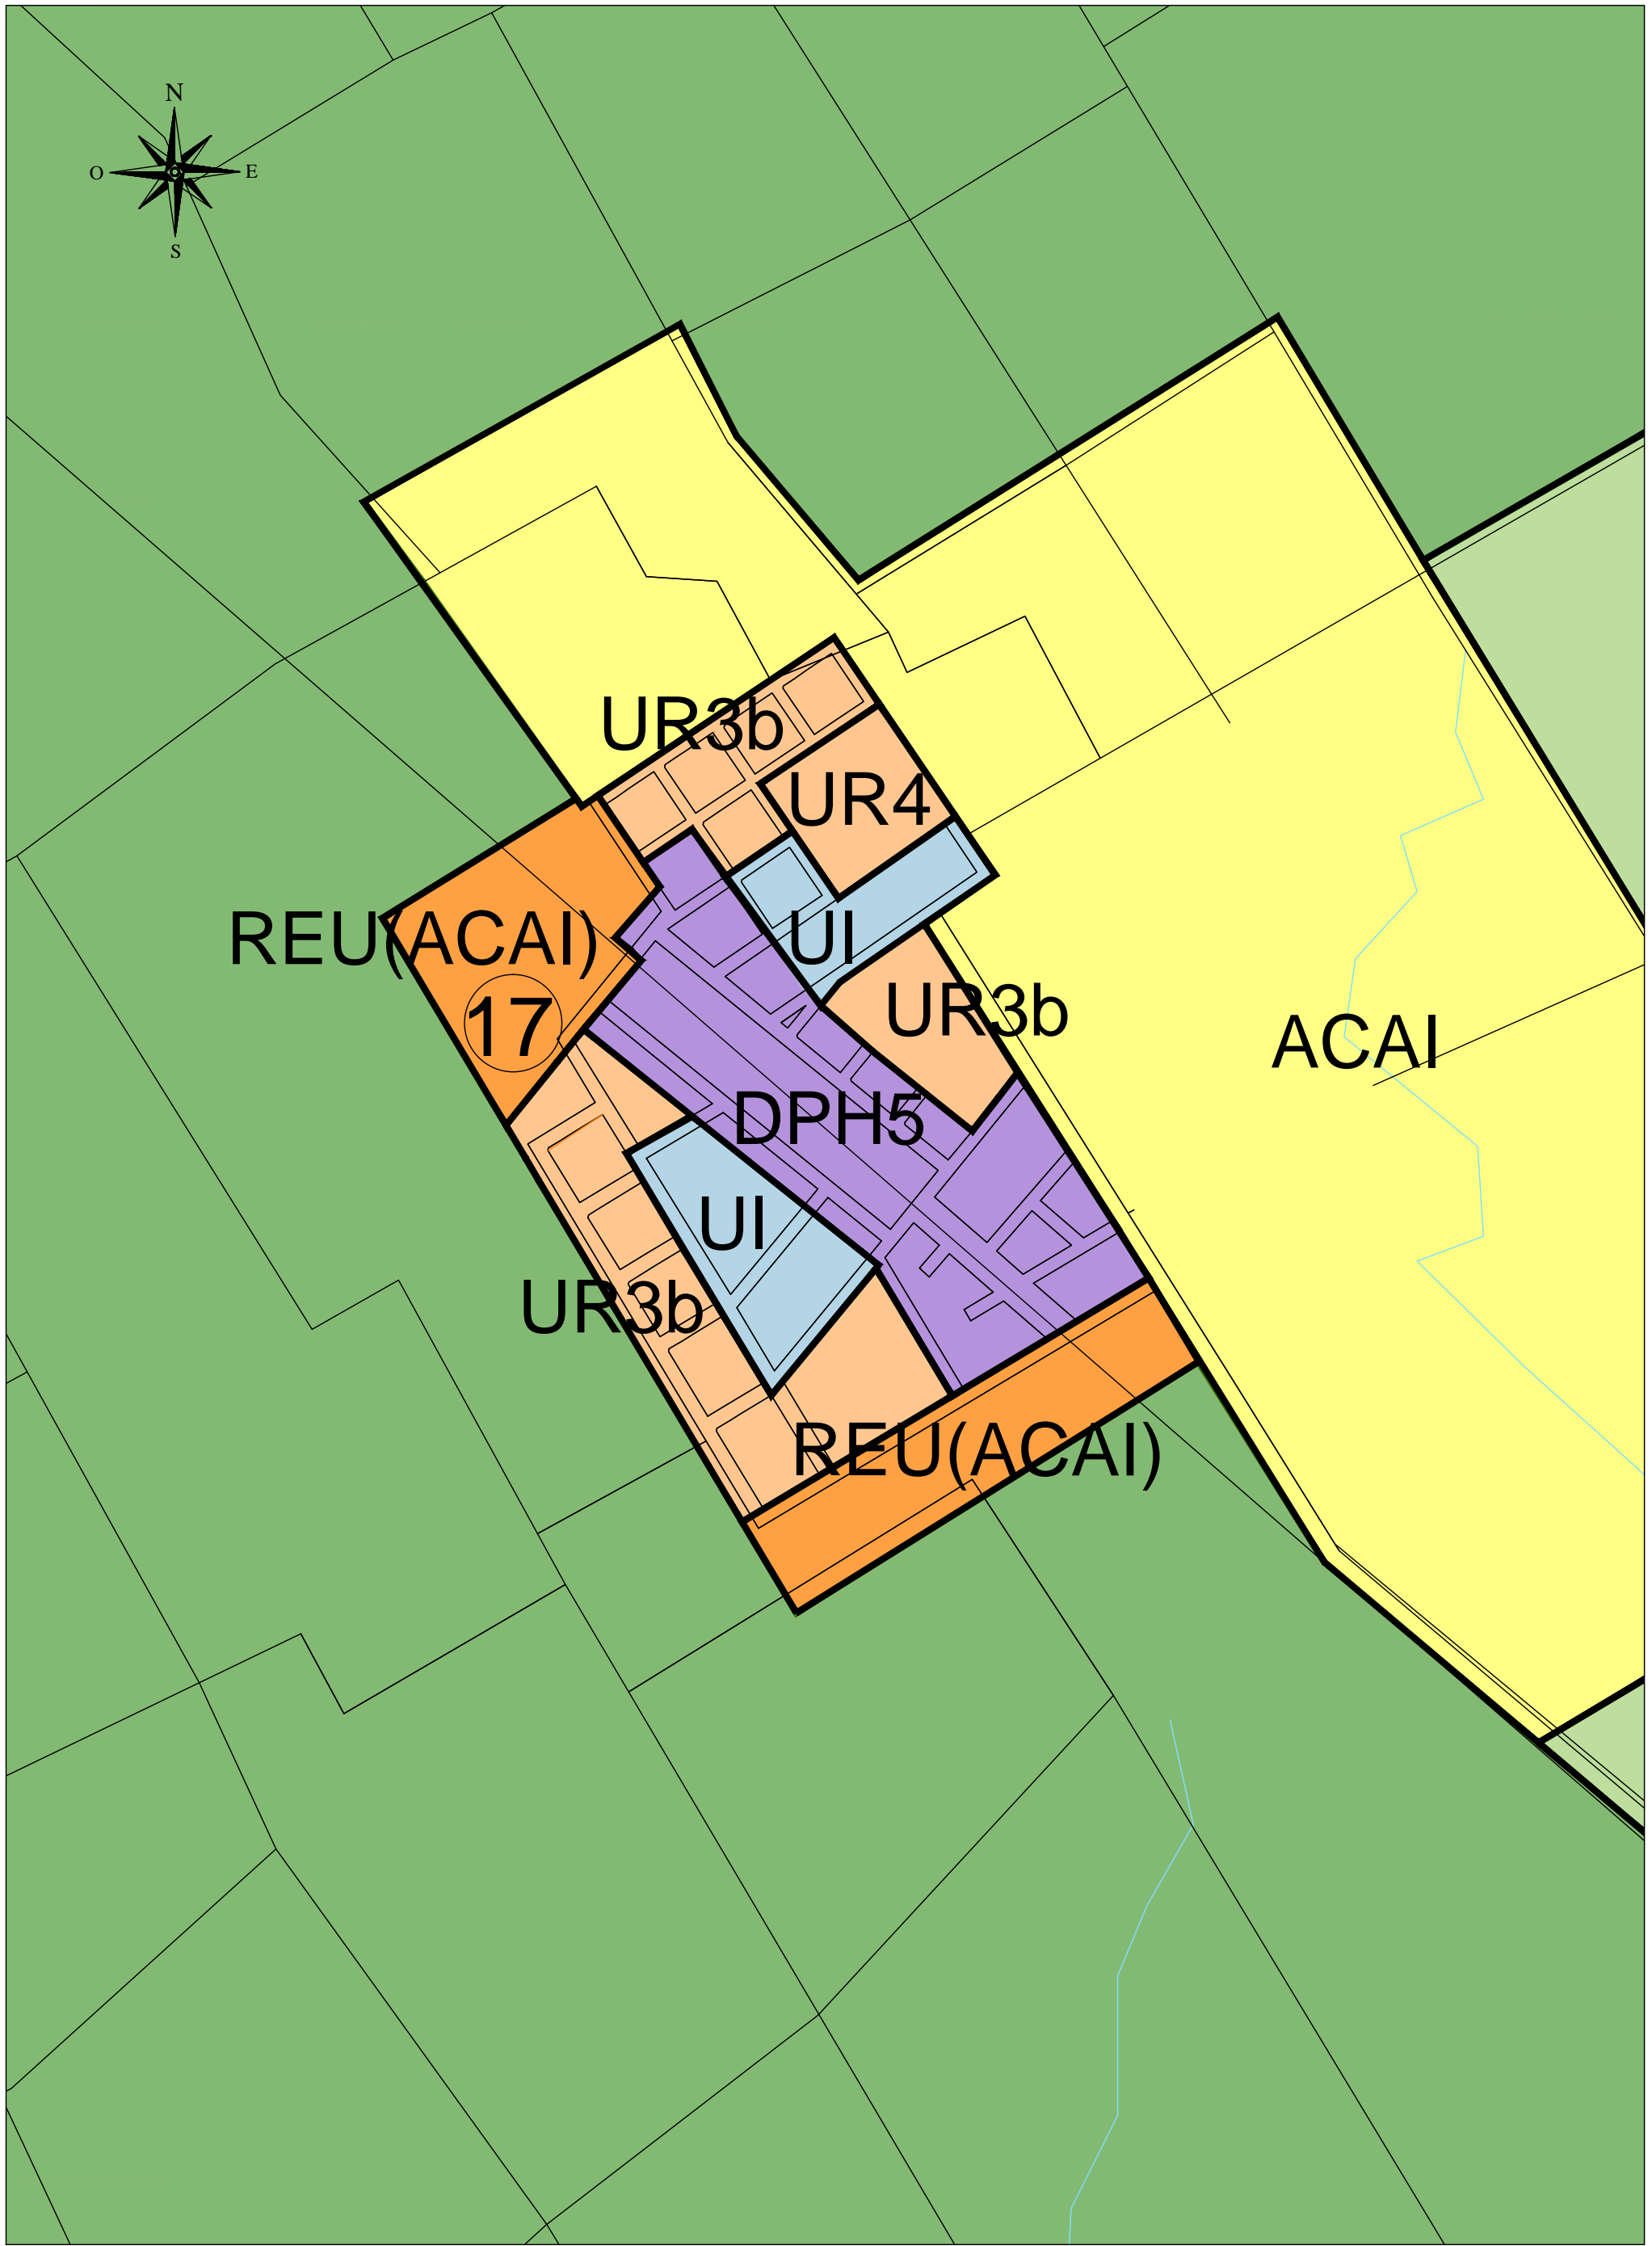 N
O
E
S
UR3b
UR4
REU(ACAI)
UI
17
UR3b
ACAI
DPH5
UI
UR3b
REU(ACAI)